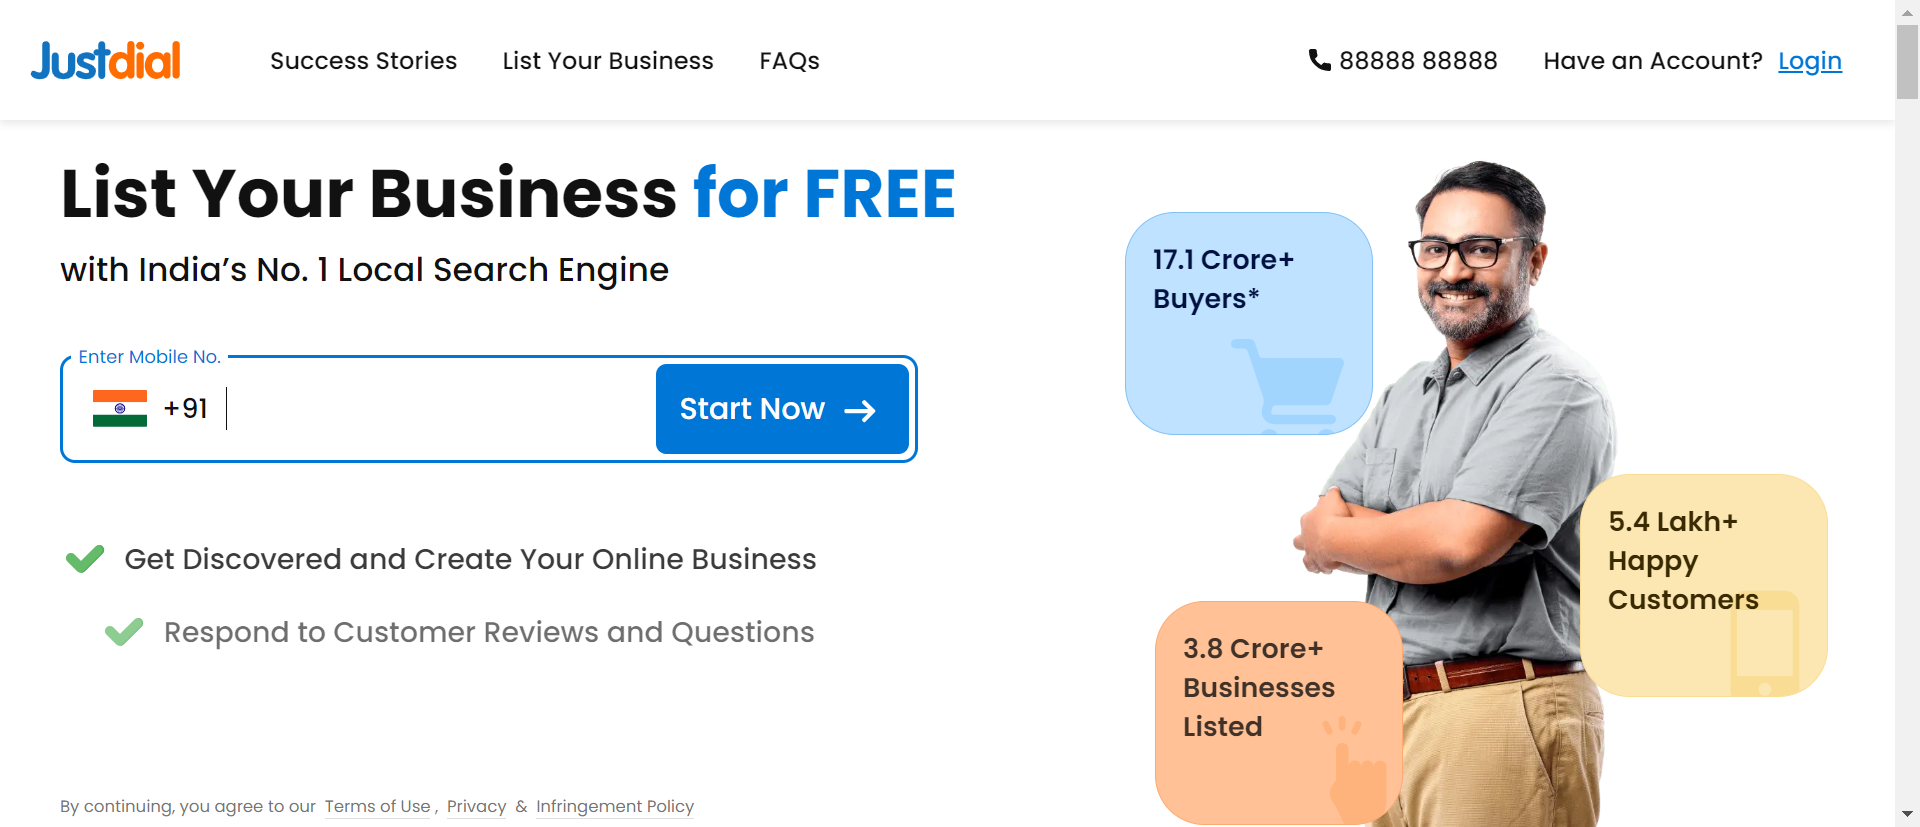 Justdial
Success Stories
List Your Business
FAQs
88888 88888
Have an Account? Login
List Your Business for FREE
with India’s No. 1 Local Search Engine
Enter Mobile No.
+91
Start Now
Get Discovered and Create Your Online Business
Respond to Customer Reviews and Questions
By continuing, you agree to our Terms of Use , Privacy & Infringement Policy
17.1 Crore+
Buyers*
5.4 Lakh+
Happy
Customers
3.8 Crore+
Businesses
Listed